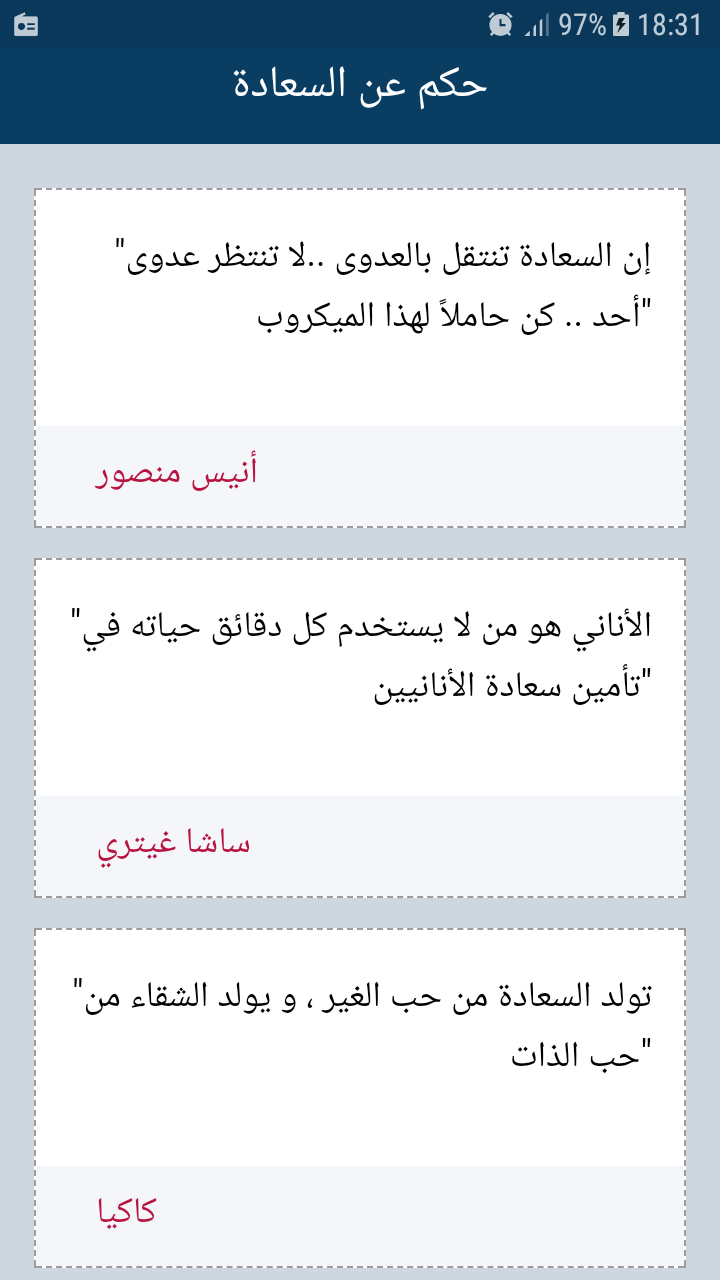 97% 18:31
حكم عن السعادة
إن السعادة تنتقل بالعدوى ..لا تنتظر عدوى"
"أحد .. كن حاملاً لهذا الميكروب
أنيس منصور
الأناني هو من لا يستخدم كل دقائق حياته في"
"تأمين سعادة الأنانيين
ساشا غيتري
تولد السعادة من حب الغير ، و يولد الشقاء من"
"حب الذات
كاكيا